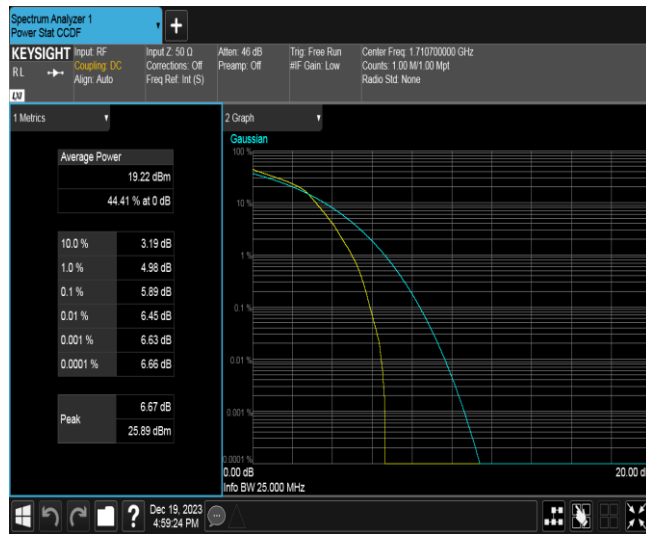 Spectrum Analyzer 1
Power Stat CCDF
+
KEYSIGHT
RL
LXI
Input: RF
Coupling: DC
Align: Auto
Input Z: 50 Ω
Corrections: Off
Freq Ref: Int (S)
Atten: 46 dB
Preamp: Off
Trig: Free Run
#IF Gain: Low
Center Freq: 1.710700000 GHz
Counts: 1.00 M/1.00 Mpt
Radio Std: None
1 Metrics
Average Power
19.22 dBm
44.41 % at 0 dB
10.0 % 3.19 dB
1.0 % 4.98 dB
0.1 % 5.89 dB
0.01 % 6.45 dB
0.001 % 6.63 dB
0.0001 % 6.66 dB
Peak
6.67 dB
25.89 dBm
2 Graph
Gaussian
100 %
10 %
1 %
0.1 %
0.01 %
0.001 %
0.0001 %
0.00 dB
20.00 d
Info BW 25.000 MHz
?
Dec 19, 2023
4:59:24 PM